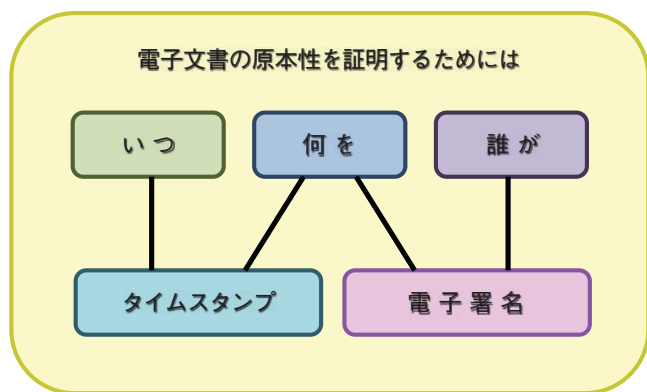 電子文書の原本性を証明するためには
いつ
何を
誰が
タイムスタンプ
電子署名